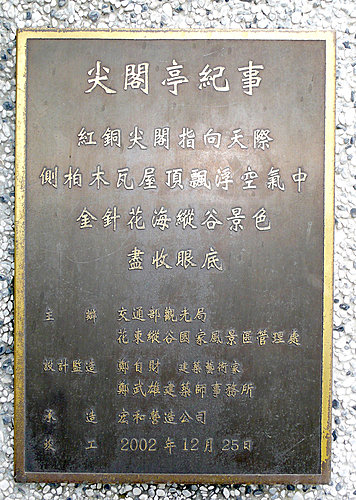 尖閣亭紀事
紅銅尖閣指向天際
側柏木瓦屋頂飄浮空氣中
金針花海縱谷景色
盡收眼底
主 辦 交通部觀光局
花東縱谷國家風景區管理處
設計監造 鄭自財 建築藝術家
鄭武雄建築師事務所
承 造 宏和營造公司
竣 工 2002年12月25日